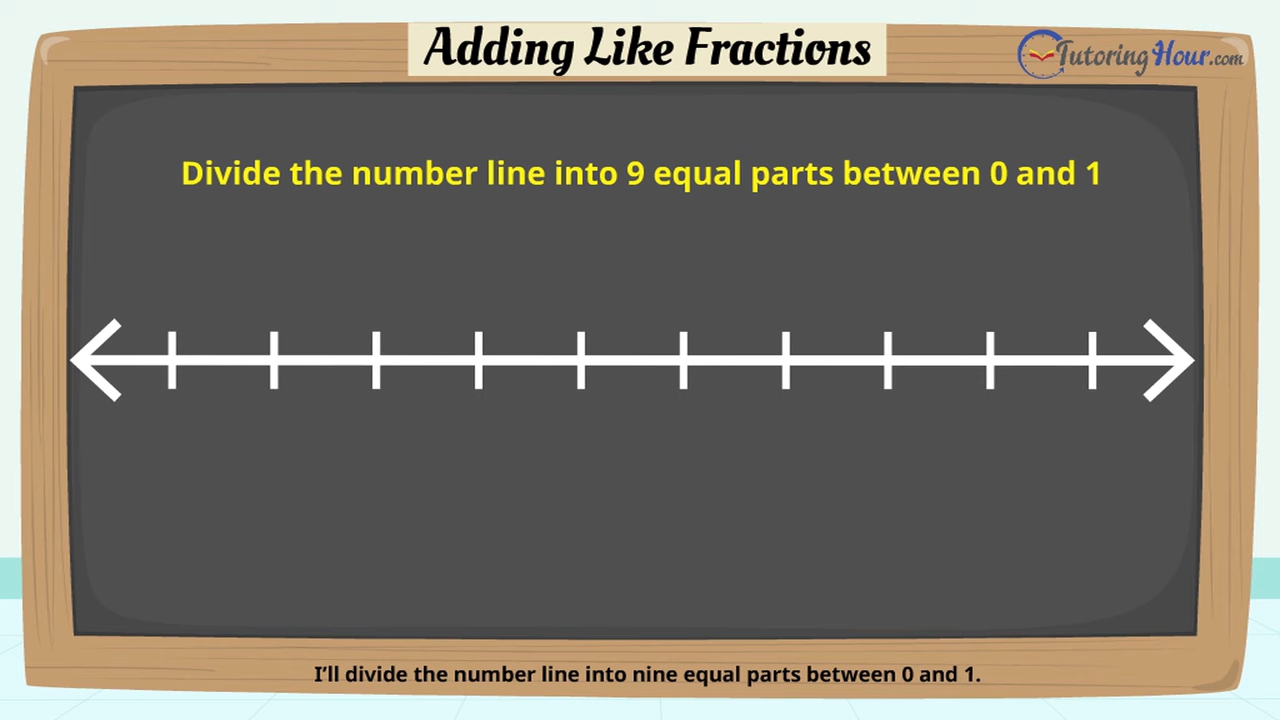 Adding Like Fractions
TutoringHour.com
Divide the number line into 9 equal parts between 0 and 1
I’ll divide the number line into nine equal parts between 0 and 1.